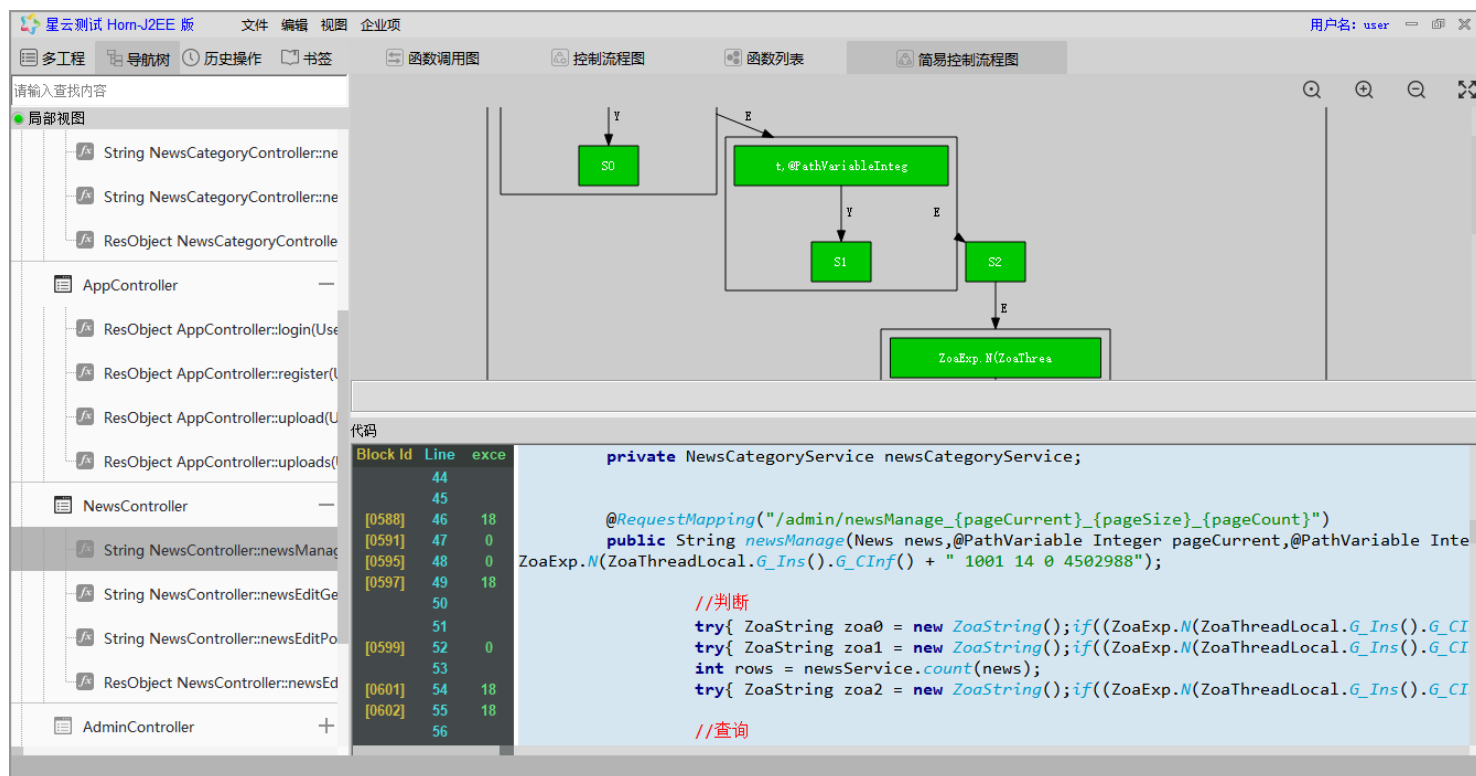 星云测试 Horn-J2EE 版 文件 编辑 视图 企业项 用户名: user
多工程 导航树 历史操作 书签 函数调用图 控制流程图 函数列表 简易控制流程图
请输入查找内容
局部视图
String NewsCategoryController::ne
String NewsCategoryController::ne
ResObject NewsCategoryControlle
AppController
ResObject AppController::login(Use
ResObject AppController::register(U
ResObject AppController::upload(U
ResObject AppController::uploads(
NewsController
String NewsController::newsManag
String NewsController::newsEditGe
String NewsController::newsEditPo
ResObject NewsController::newsEd
AdminController
Y E
S0 t,@PathVariableInteg
Y E
S1 S2
E
ZoaExp.N(ZoaThrea
代码
Block Id Line exce private NewsCategoryService newsCategoryService;
44
45
[0588] 46 18 @RequestMapping("/admin/newsManage_{pageCurrent}_{pageSize}_{pageCount}")
[0591] 47 0 public String newsManage(News news,@PathVariable Integer pageCurrent,@PathVariable Inte
[0595] 48 0 ZoaExp.N(ZoaThreadLocal.G_Ins().G_CInf() + " 1001 14 0 4502988");
[0597] 49 18
50 //判断
51 try{ ZoaString zoa0 = new ZoaString();if((ZoaExp.N(ZoaThreadLocal.G_Ins().G_CI
[0599] 52 0 try{ ZoaString zoa1 = new ZoaString();if((ZoaExp.N(ZoaThreadLocal.G_Ins().G_CI
53 int rows = newsService.count(news);
[0601] 54 18 try{ ZoaString zoa2 = new ZoaString();if((ZoaExp.N(ZoaThreadLocal.G_Ins().G_CI
[0602] 55 18
56 //查询